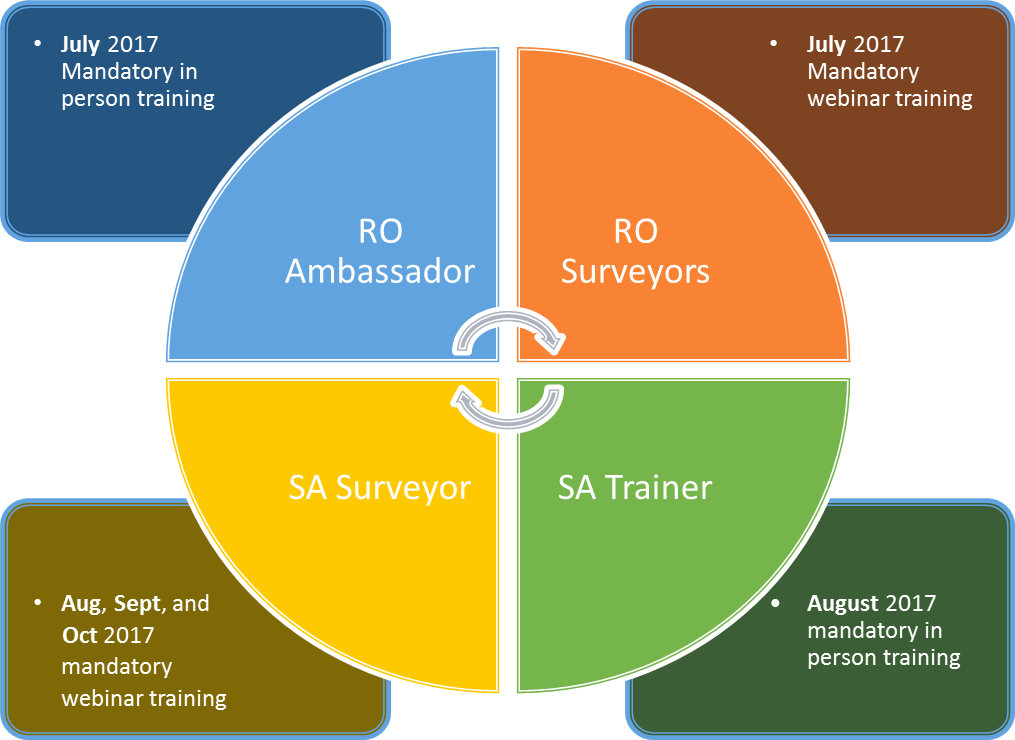 • July 2017
Mandatory in
person training
• July 2017
Mandatory
webinar training
RO
Ambassador
RO
Surveyors
SA Surveyor
SA Trainer
• Aug, Sept, and
Oct 2017
mandatory
webinar training
• August 2017
mandatory in
person training